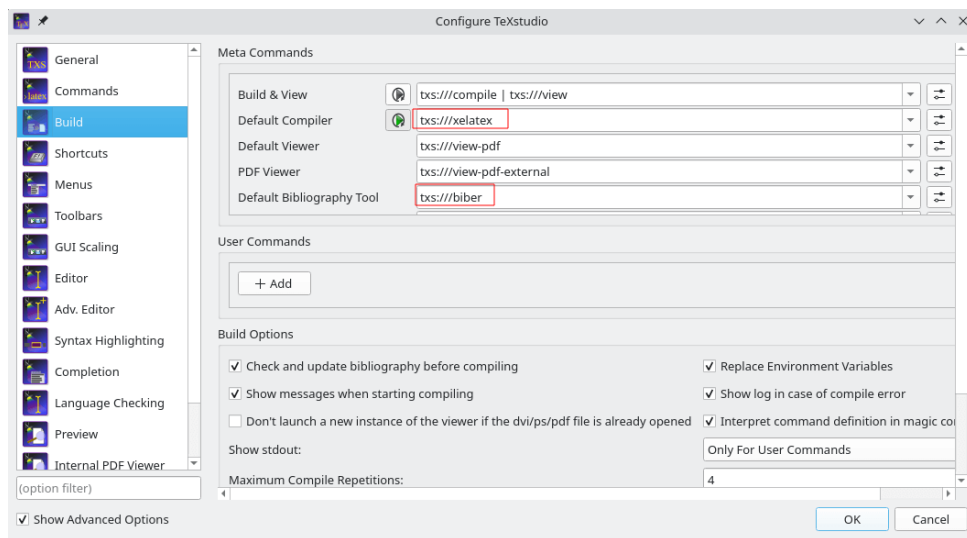 Configure TeXstudio
General
Commands
Build
Shortcuts
Menus
Toolbars
GUI Scaling
Editor
Adv. Editor
Syntax Highlighting
Completion
Language Checking
Preview
Internal PDF Viewer
(option filter)
Show Advanced Options
Meta Commands
Build & View txs:///compile | txs:///view
Default Compiler txs:///xelatex
Default Viewer txs:///view-pdf
PDF Viewer txs:///view-pdf-external
Default Bibliography Tool txs:///biber
User Commands
+ Add
Build Options
Check and update bibliography before compiling Replace Environment Variables
Show messages when starting compiling Show log in case of compile error
Don't launch a new instance of the viewer if the dvi/ps/pdf file is already opened Interpret command definition in magic
Show stdout: Only For User Commands
Maximum Compile Repetitions: 4
OK Cancel